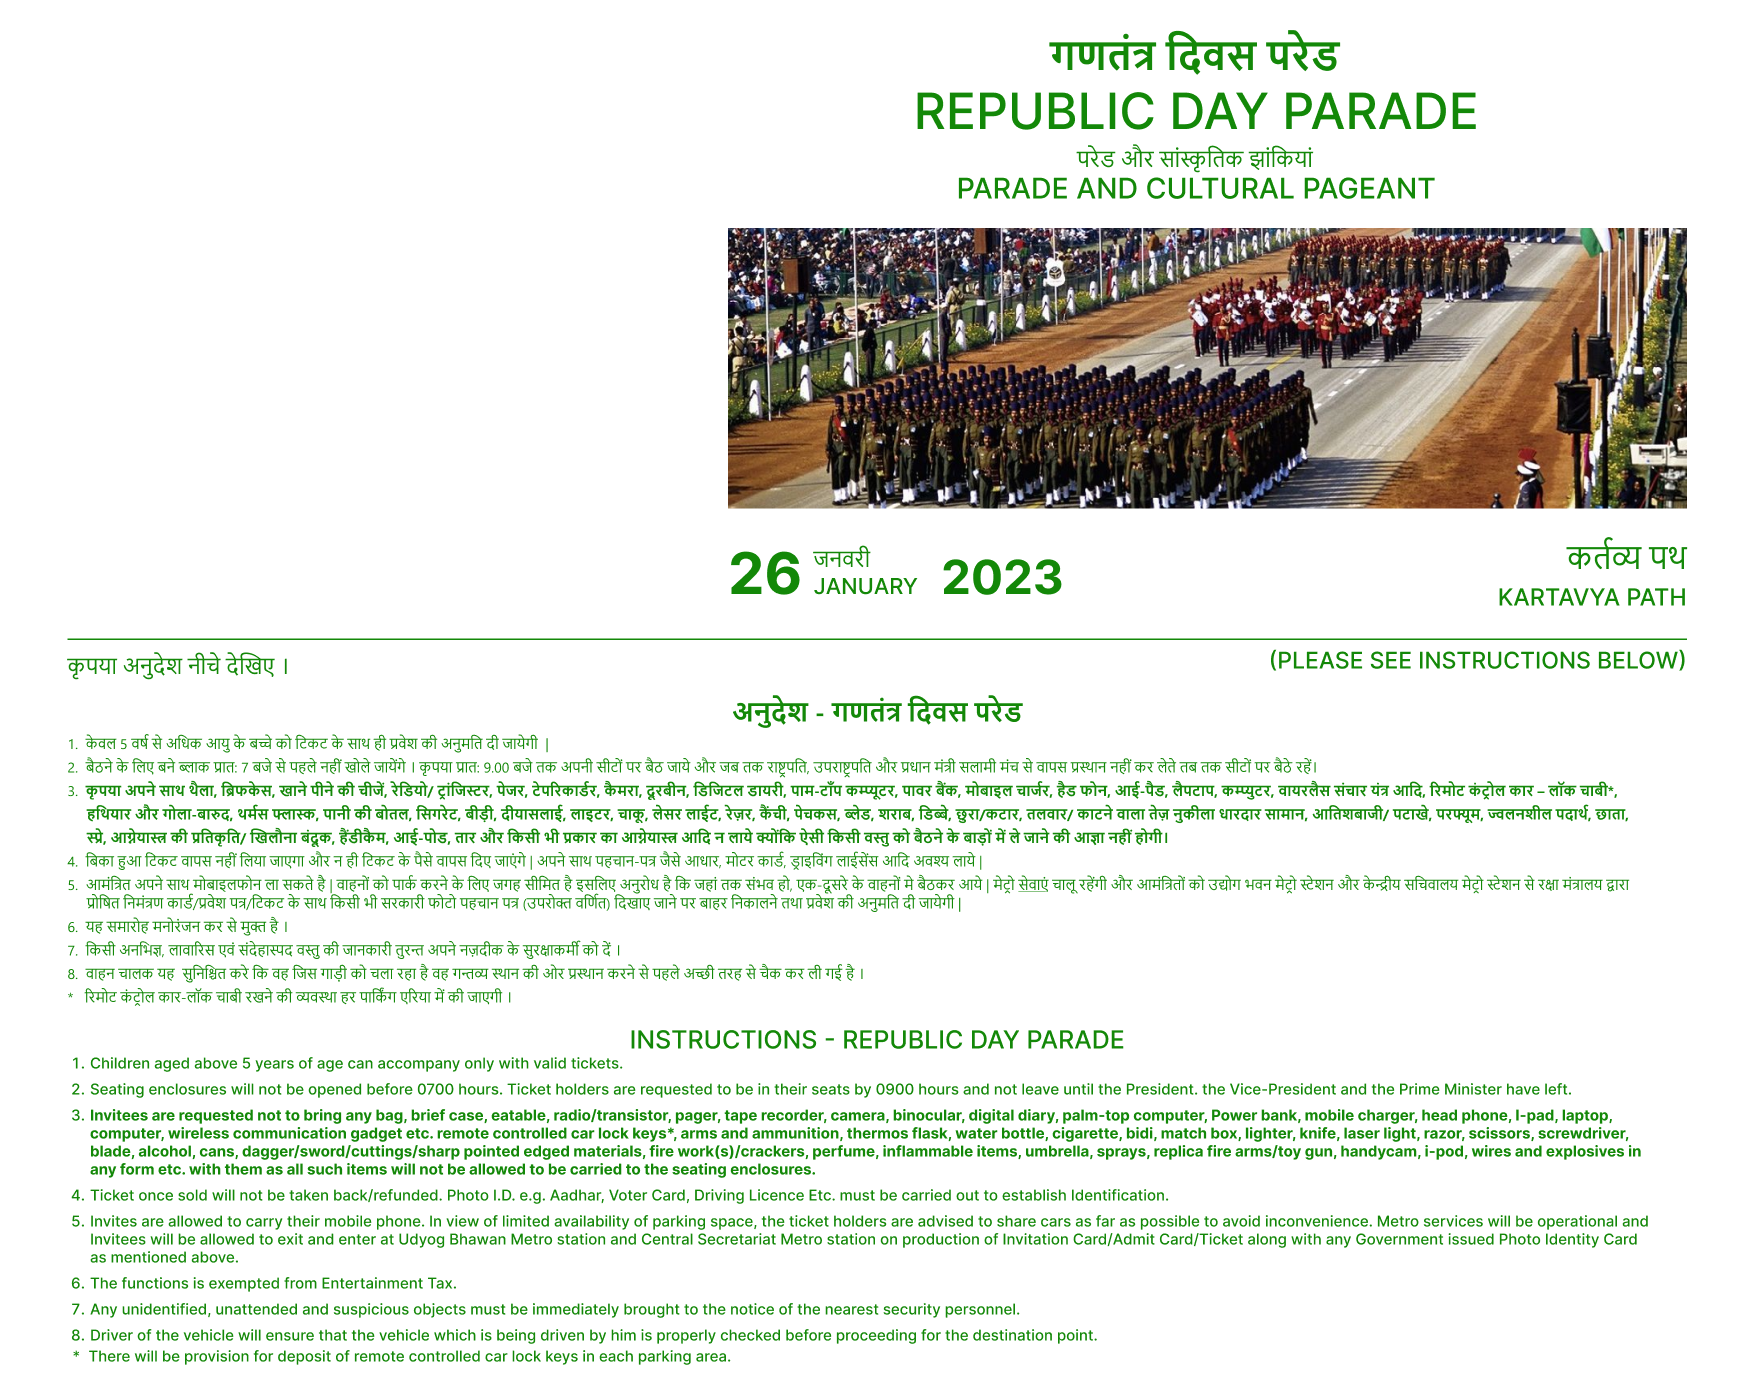 गणतंत्र दिवस परेड
REPUBLIC DAY PARADE
परेड और सांस्कृतिक झांकियां
PARADE AND CULTURAL PAGEANT
26 जनवरी JANUARY 2023
कर्तव्य पथ
KARTAVYA PATH
कृपया अनुदेश नीचे देखिए ।
(PLEASE SEE INSTRUCTIONS BELOW)
अनुदेश - गणतंत्र दिवस परेड
1. केवल 5 वर्ष से अधिक आयु के बच्चे को टिकट के साथ ही प्रवेश की अनुमति दी जायेगी |
2. बैठने के लिए बने ब्लाक प्रात: 7 बजे से पहले नहीं खोले जायेंगे । कृपया प्रात: 9.00 बजे तक अपनी सीटों पर बैठ जाये और जब तक राष्ट्रपति, उपराष्ट्रपति और प्रधान मंत्री सलामी मंच से वापस प्रस्थान नहीं कर लेते तब तक सीटों पर बैठे रहें।
3. कृपया अपने साथ थैला, ब्रिफकेस, खाने पीने की चीजें, रेडियो/ ट्रांजिस्टर, पेजर, टेपरिकार्डर, कैमरा, दूरबीन, डिजिटल डायरी, पाम-टाँप कम्प्यूटर, पावर बैंक, मोबाइल चार्जर, हैड फोन, आई-पैड, लैपटाप, कम्प्युटर, वायरलैस संचार यंत्र आदि, रिमोट कंट्रोल कार – लॉक चाबी*,
हथियार और गोला-बारुद, थर्मस फ्लास्क, पानी की बोतल, सिगरेट, बीड़ी, दीयासलाई, लाइटर, चाकू, लेसर लाईट, रेज़र, कैंची, पेचकस, ब्लेड, शराब, डिब्बे, छुरा/कटार, तलवार/ काटने वाला तेज़ नुकीला धारदार सामान, आतिशबाजी/ पटाखे, परफ्यूम, ज्वलनशील पदार्थ, छाता,
स्प्रे, आग्नेयास्त्र की प्रतिकृति/ खिलौना बंदूक, हैंडीकैम, आई-पोड, तार और किसी भी प्रकार का आग्नेयास्त्र आदि न लाये क्योंकि ऐसी किसी वस्तु को बैठने के बाड़ों में ले जाने की आज्ञा नहीं होगी।
4. बिका हुआ टिकट वापस नहीं लिया जाएगा और न ही टिकट के पैसे वापस दिए जाएंगे | अपने साथ पहचान-पत्र जैसे आधार, मोटर कार्ड, ड्राइविंग लाईसेंस आदि अवश्य लाये |
5. आमंत्रित अपने साथ मोबाइलफोन ला सकते है | वाहनों को पार्क करने के लिए जगह सीमित है इसलिए अनुरोध है कि जहां तक संभव हो, एक-दूसरे के वाहनों मे बैठकर आये | मेट्रो सेवाएं चालू रहेंगी और आमंत्रितों को उद्योग भवन मेट्रो स्टेशन और केन्द्रीय सचिवालय मेट्रो स्टेशन से रक्षा मंत्रालय द्वारा
प्रोषित निमंत्रण कार्ड/प्रवेश पत्र/टिकट के साथ किसी भी सरकारी फोटो पहचान पत्र (उपरोक्त वर्णित) दिखाए जाने पर बाहर निकालने तथा प्रवेश की अनुमति दी जायेगी |
6. यह समारोह मनोरंजन कर से मुक्त है ।
7. किसी अनभिज्ञ, लावारिस एवं संदेहास्पद वस्तु की जानकारी तुरन्त अपने नज़दीक के सुरक्षाकर्मी को दें ।
8. वाहन चालक यह सुनिश्चित करे कि वह जिस गाड़ी को चला रहा है वह गन्तव्य स्थान की ओर प्रस्थान करने से पहले अच्छी तरह से चैक कर ली गई है ।
* रिमोट कंट्रोल कार-लॉक चाबी रखने की व्यवस्था हर पार्किंग एरिया में की जाएगी ।
INSTRUCTIONS - REPUBLIC DAY PARADE
1. Children aged above 5 years of age can accompany only with valid tickets.
2. Seating enclosures will not be opened before 0700 hours. Ticket holders are requested to be in their seats by 0900 hours and not leave until the President. the Vice-President and the Prime Minister have left.
3. Invitees are requested not to bring any bag, brief case, eatable, radio/transistor, pager, tape recorder, camera, binocular, digital diary, palm-top computer, Power bank, mobile charger, head phone, I-pad, laptop,
computer, wireless communication gadget etc. remote controlled car lock keys*, arms and ammunition, thermos flask, water bottle, cigarette, bidi, match box, lighter, knife, laser light, razor, scissors, screwdriver,
blade, alcohol, cans, dagger/sword/cuttings/sharp pointed edged materials, fire work(s)/crackers, perfume, inflammable items, umbrella, sprays, replica fire arms/toy gun, handycam, i-pod, wires and explosives in
any form etc. with them as all such items will not be allowed to be carried to the seating enclosures.
4. Ticket once sold will not be taken back/refunded. Photo I.D. e.g. Aadhar, Voter Card, Driving Licence Etc. must be carried out to establish Identification.
5. Invites are allowed to carry their mobile phone. In view of limited availability of parking space, the ticket holders are advised to share cars as far as possible to avoid inconvenience. Metro services will be operational and
Invitees will be allowed to exit and enter at Udyog Bhawan Metro station and Central Secretariat Metro station on production of Invitation Card/Admit Card/Ticket along with any Government issued Photo Identity Card
as mentioned above.
6. The functions is exempted from Entertainment Tax.
7. Any unidentified, unattended and suspicious objects must be immediately brought to the notice of the nearest security personnel.
8. Driver of the vehicle will ensure that the vehicle which is being driven by him is properly checked before proceeding for the destination point.
* There will be provision for deposit of remote controlled car lock keys in each parking area.